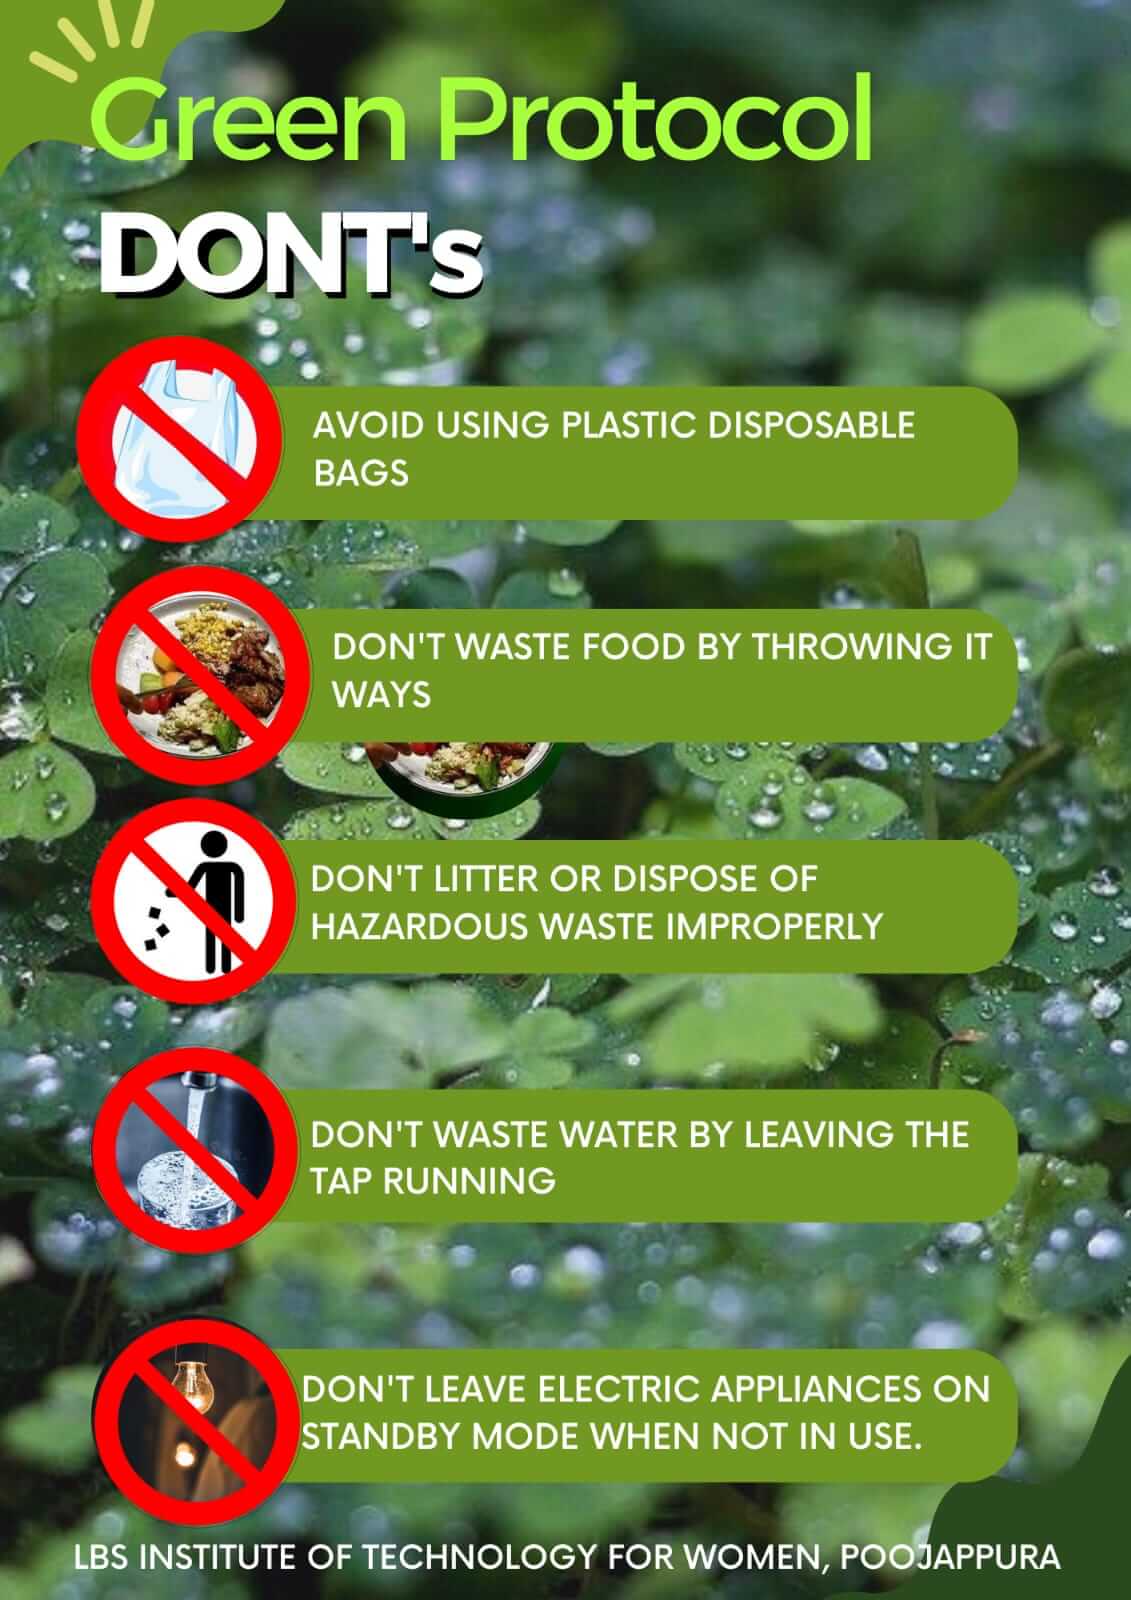 Green Protocol
DONT's
AVOID USING PLASTIC DISPOSABLE
BAGS
DON'T WASTE FOOD BY THROWING IT
WAYS
DON'T LITTER OR DISPOSE OF
HAZARDOUS WASTE IMPROPERLY
DON'T WASTE WATER BY LEAVING THE
TAP RUNNING
DON'T LEAVE ELECTRIC APPLIANCES ON
STANDBY MODE WHEN NOT IN USE.
LBS INSTITUTE OF TECHNOLOGY FOR WOMEN, POOJAPPURA